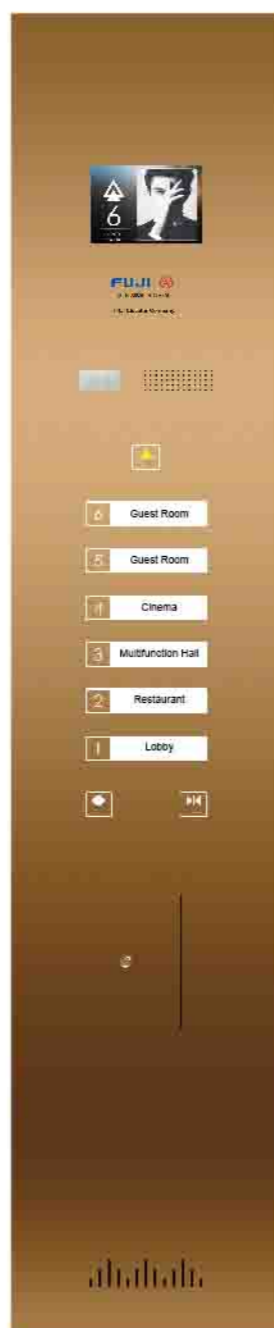 6
FUJI
6 Guest Room
5 Guest Room
4 Cinema
3 Multifunction Hall
2 Restaurant
1 Lobby